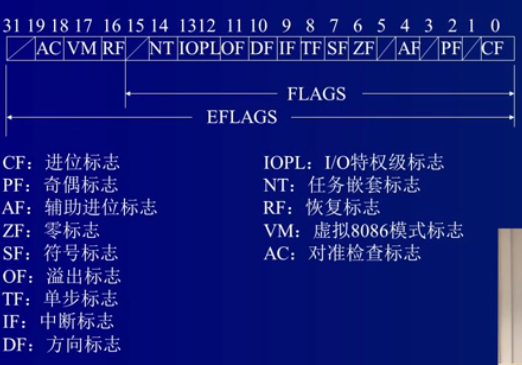 31 19 18 17 16 15 14 1312 11 10 9 8 7 6 5 4 3 2 1 0
AC VM RF NT IOPL OF DF IF TF SF ZF AF PF CF
FLAGS
EFLAGS
CF：进位标志
PF：奇偶标志
AF：辅助进位标志
ZF：零标志
SF：符号标志
OF：溢出标志
TF：单步标志
IF：中断标志
DF：方向标志
IOPL：I/O特权级标志
NT：任务嵌套标志
RF：恢复标志
VM：虚拟8086模式标志
AC：对准检查标志